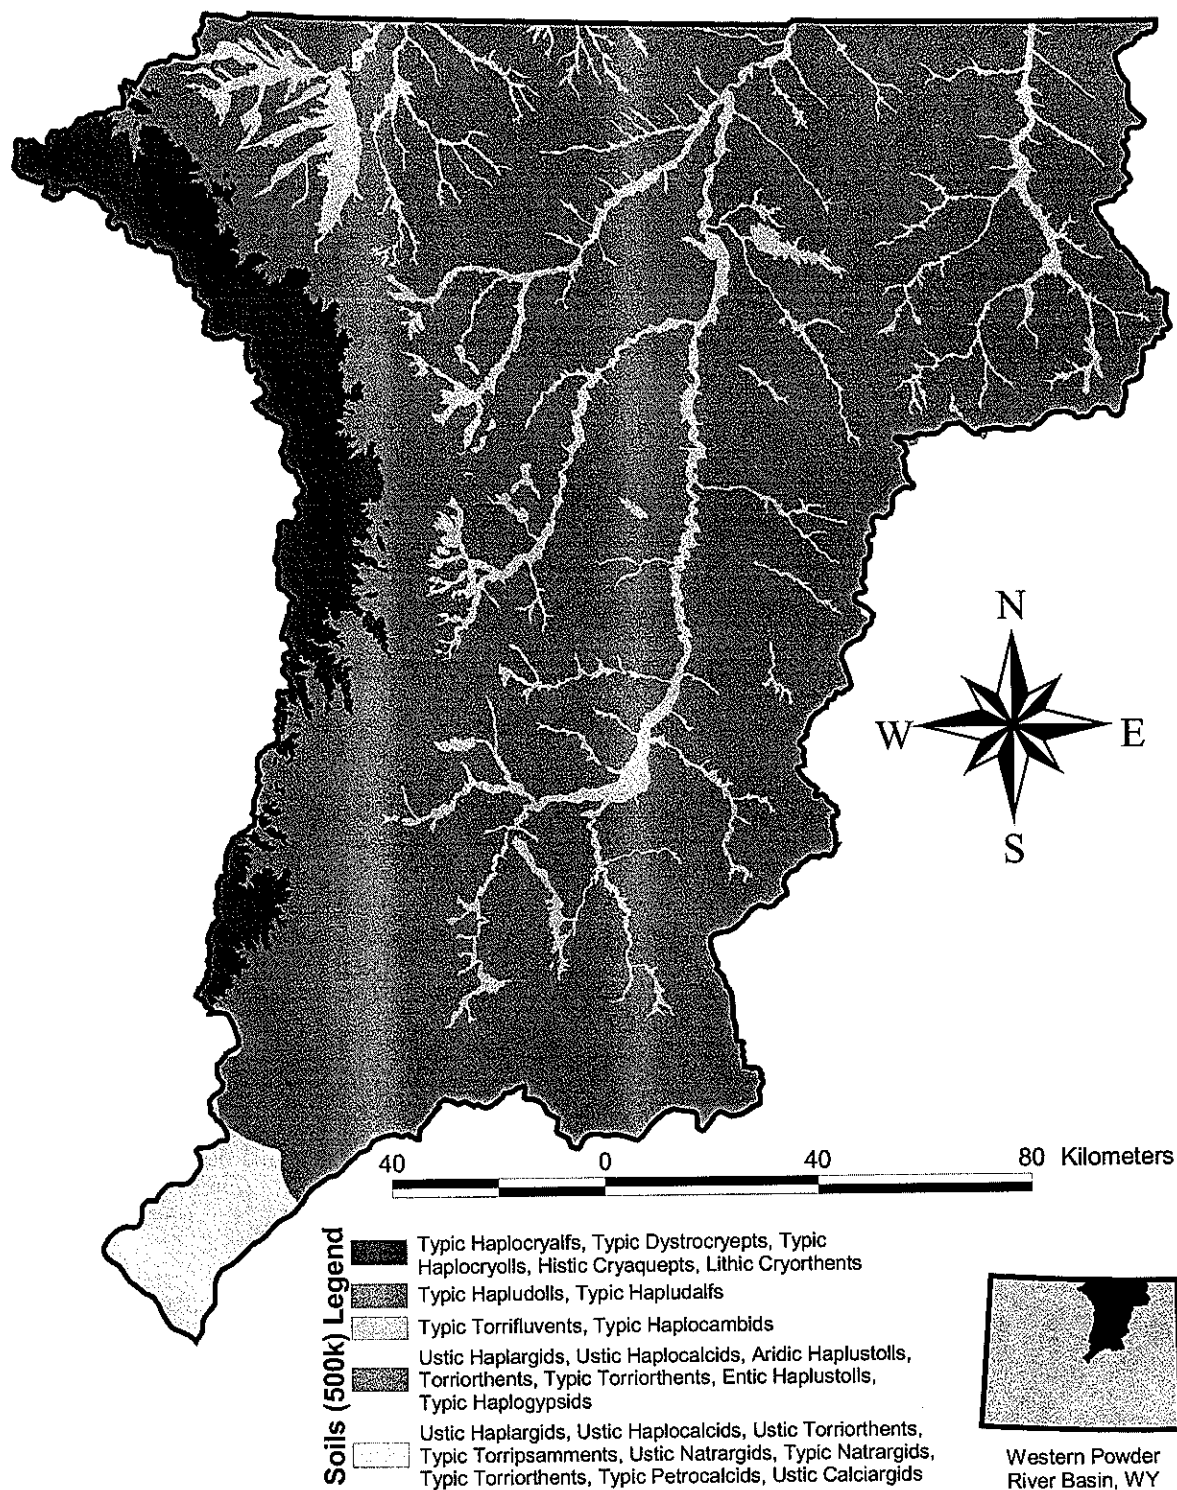 N
W E
S
40 0 40 80 Kilometers
Soils (500k) Legend
Typic Haplocryalfs, Typic Dystrocryepts, Typic
Haplocryolls, Histic Cryaquepts, Lithic Cryorthents
Typic Hapludolls, Typic Hapludalfs
Typic Torrifluvents, Typic Haplocambids
Ustic Haplargids, Ustic Haplocalcids, Aridic Haplustolls,
Torriorthents, Typic Torriorthents, Entic Haplustolls,
Typic Haplogypsids
Ustic Haplargids, Ustic Haplocalcids, Ustic Torriorthents,
Typic Torripsamments, Ustic Natrargids, Typic Natrargids,
Typic Torriorthents, Typic Petrocalcids, Ustic Calciargids
Western Powder
River Basin, WY